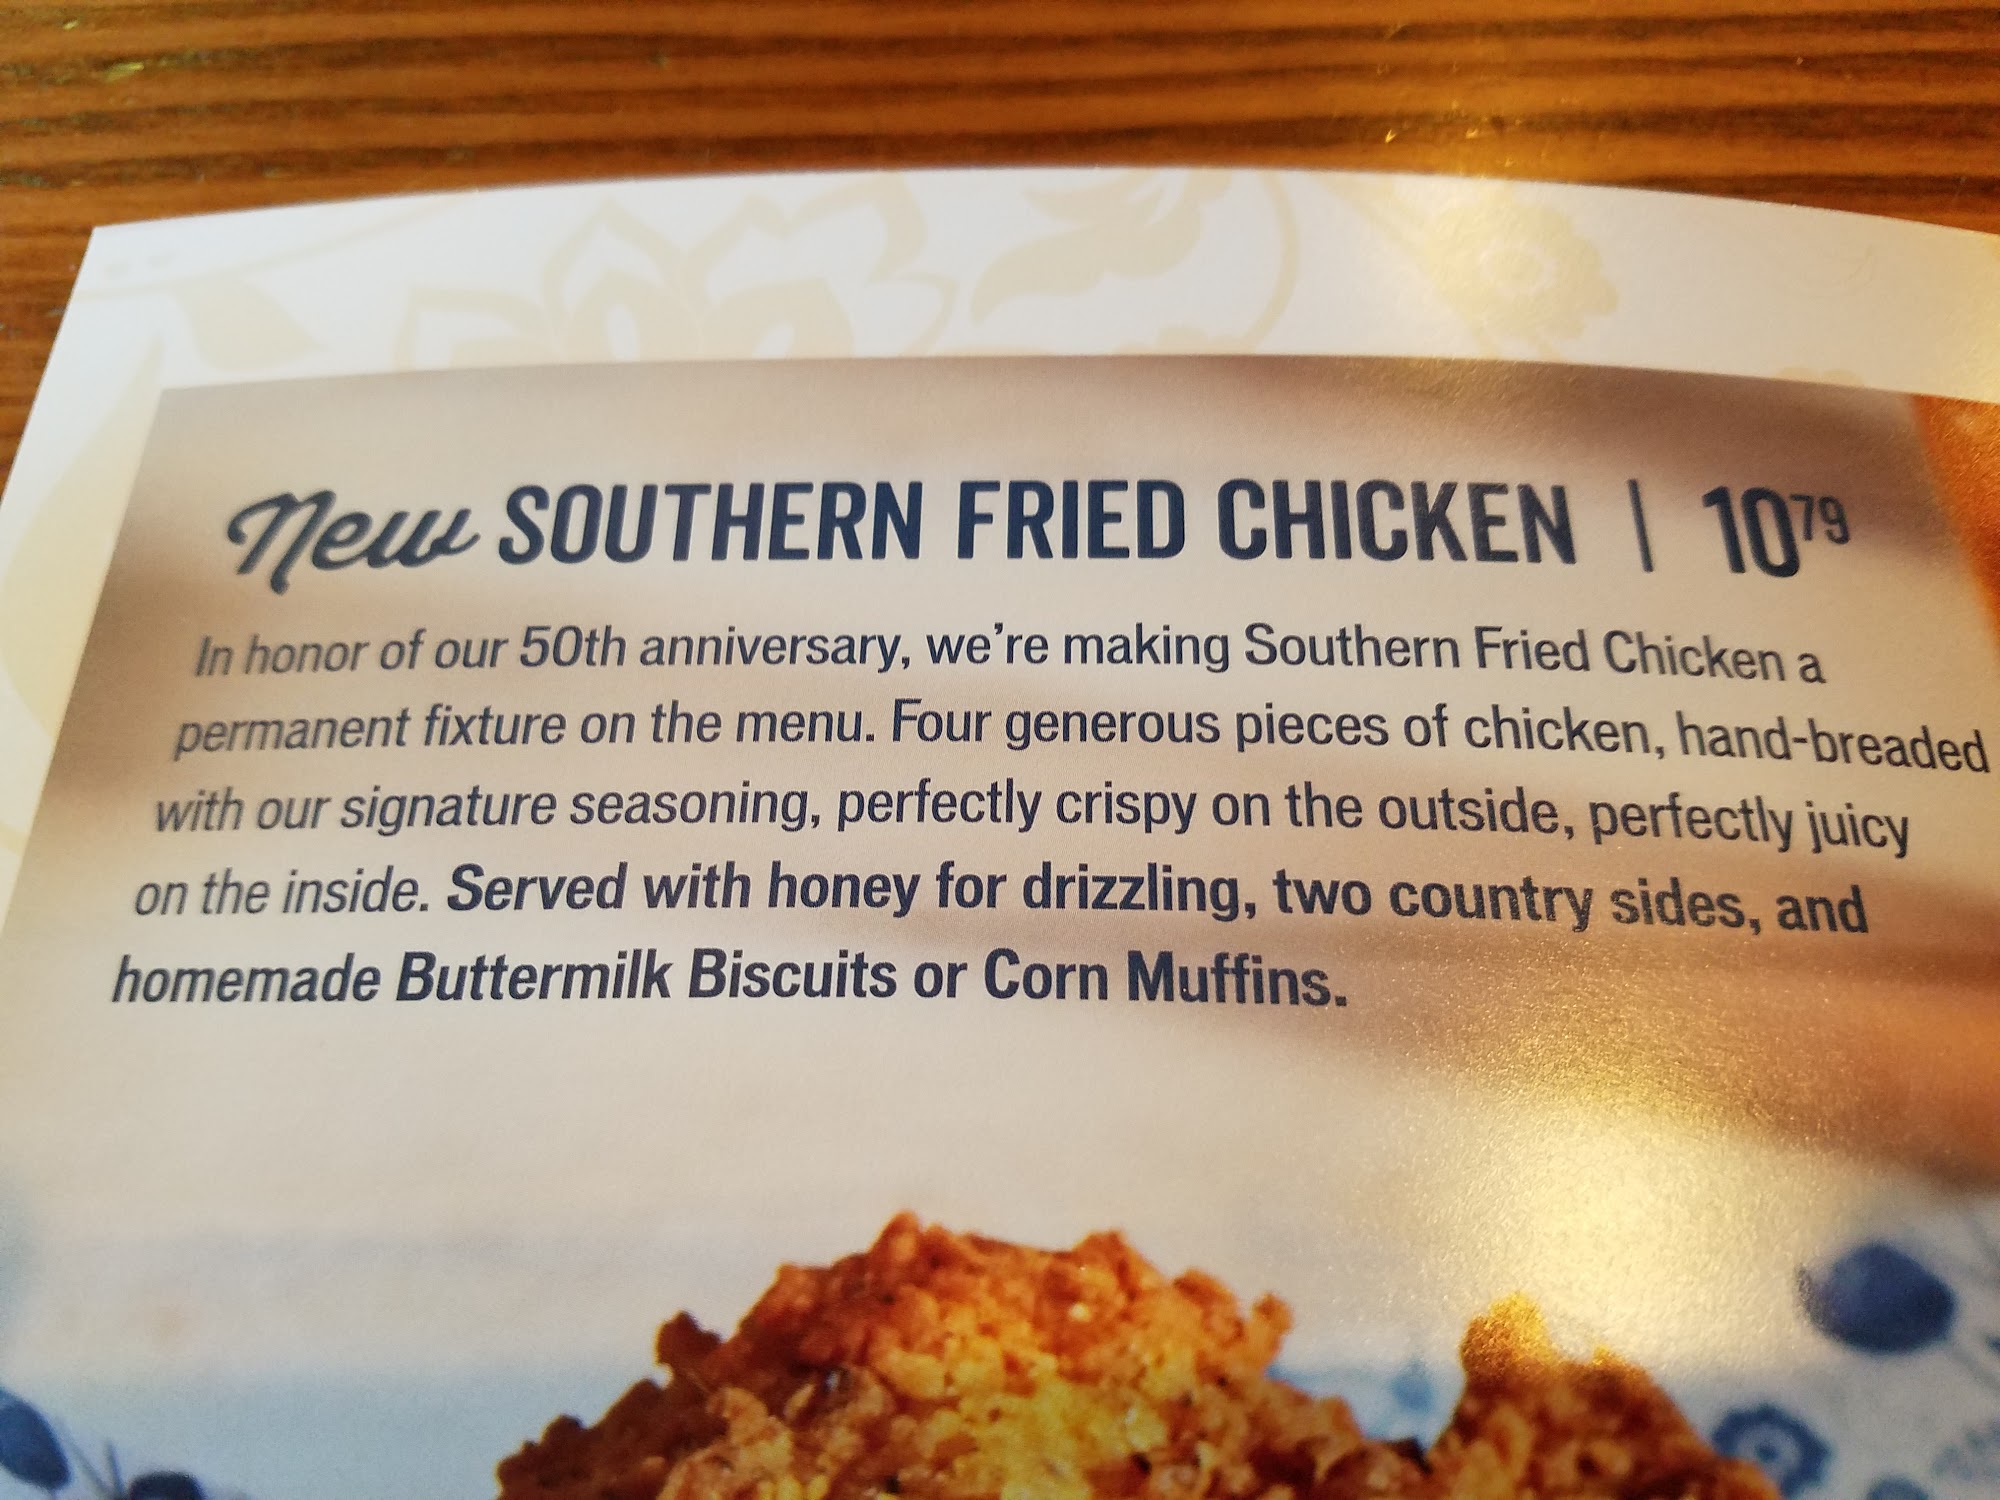 New SOUTHERN FRIED CHICKEN | 10 79
In honor of our 50th anniversary, we're making Southern Fried Chicken a
permanent fixture on the menu. Four generous pieces of chicken, hand-breaded
with our signature seasoning, perfectly crispy on the outside, perfectly juicy
on the inside. Served with honey for drizzling, two country sides, and
homemade Buttermilk Biscuits or Corn Muffins.